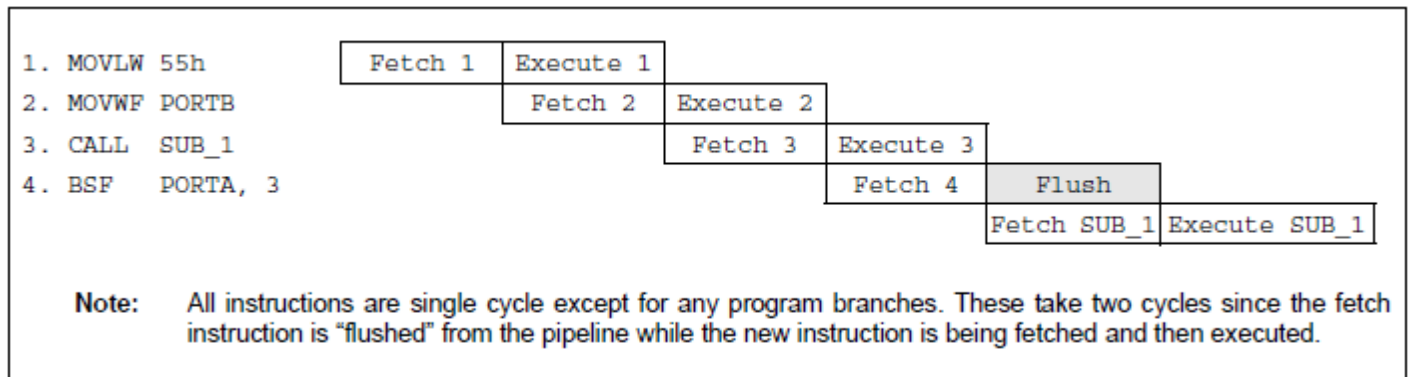 1. MOVLW 55h Fetch 1 Execute 1
2. MOVWF PORTB Fetch 2 Execute 2
3. CALL SUB_1 Fetch 3 Execute 3
4. BSF PORTA, 3 Fetch 4 Flush
Fetch SUB_1 Execute SUB_1
Note: All instructions are single cycle except for any program branches. These take two cycles since the fetch
instruction is “flushed” from the pipeline while the new instruction is being fetched and then executed.